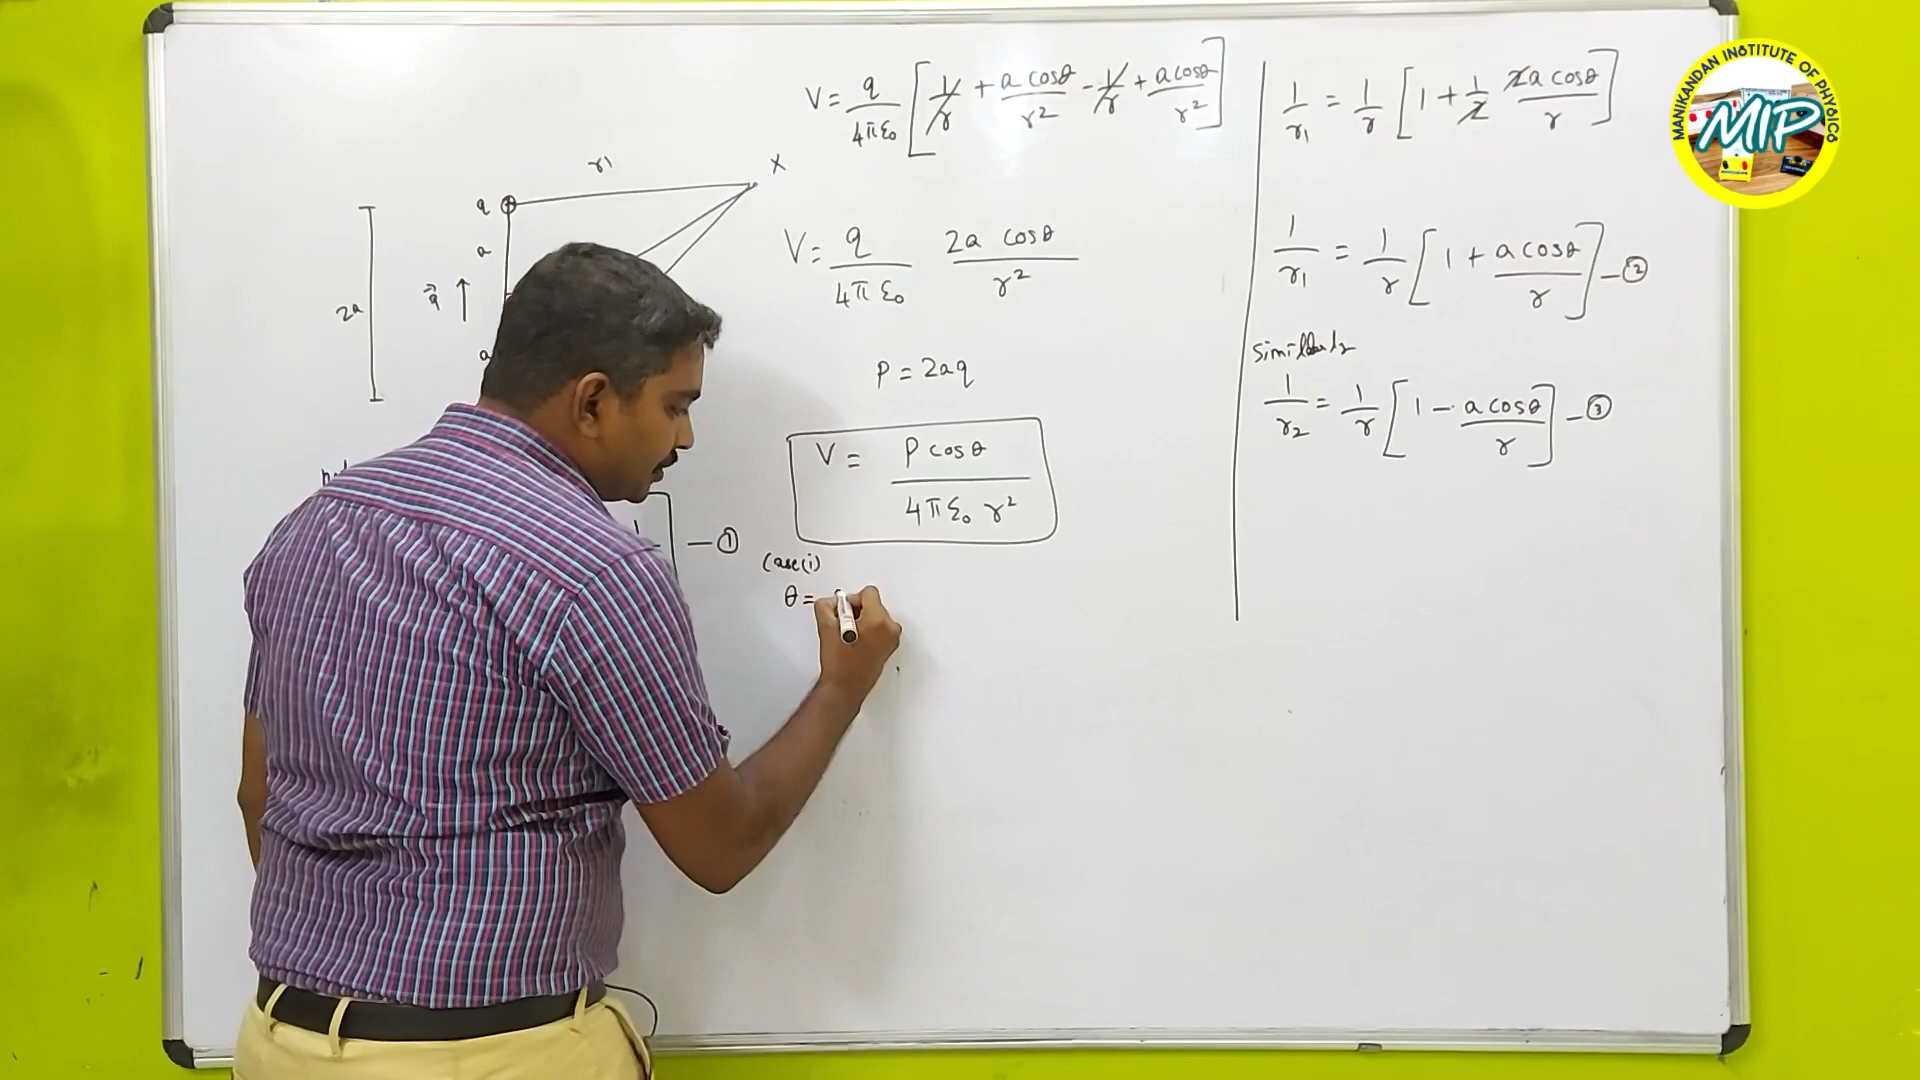 r1
X
q
a
2a
a
— ①
V = q/4πε₀ [1/r + a cosθ/r² - 1/r + a cosθ/r²]
V = q/4πε₀ 2a cosθ/r²
P = 2aq
V = P cosθ/4πε₀ r²
Case(i)
θ =
1/r1 = 1/r [1 + 1/2 2a cosθ/r]
1/r1 = 1/r [1 + a cosθ/r] — ②
1/r2 = 1/r [1 - a cosθ/r] — ③
MANIKANDAN INSTITUTE OF PHYSICS
MIP